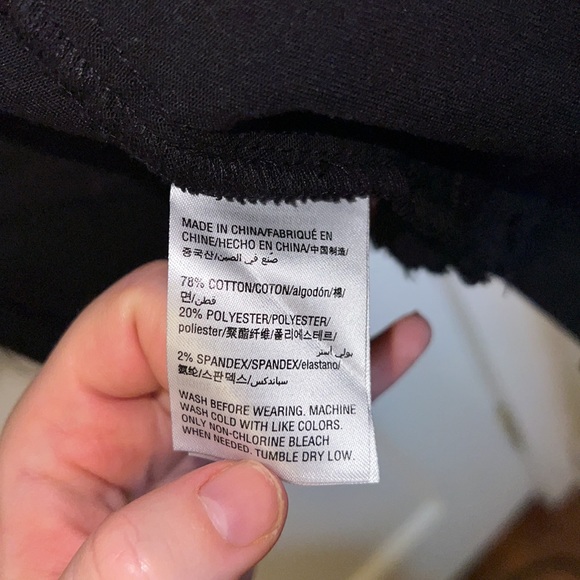 MADE IN CHINA/FABRIQUÉ EN
CHINE/HECHO EN CHINA/中国制造/
중국산/صنع في الصين
78% COTTON/COTON/algodón/棉/
면/قطن
20% POLYESTER/POLYESTER/
poliester/聚酯纤维/폴리에스테르/
بولي أستر
2% SPANDEX/SPANDEX/elastano/
氨纶/스판덱스/سباندكس
WASH BEFORE WEARING. MACHINE
WASH COLD WITH LIKE COLORS.
ONLY NON-CHLORINE BLEACH
WHEN NEEDED. TUMBLE DRY LOW.